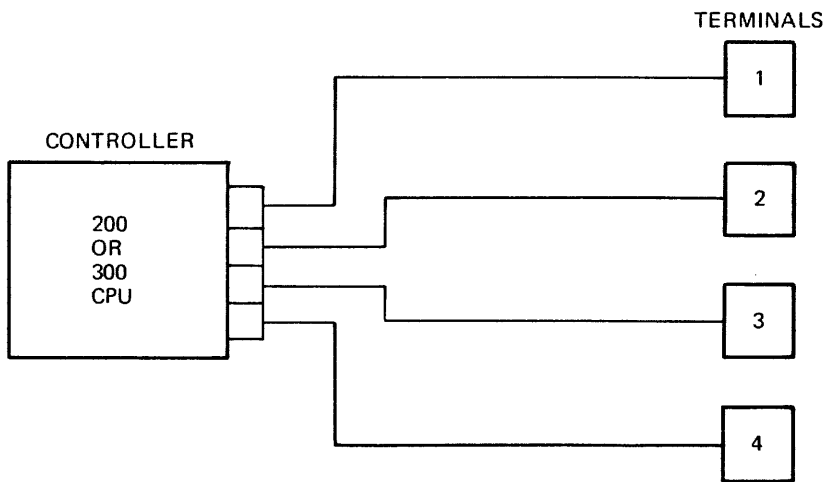 TERMINALS
1
CONTROLLER
200
OR
300
CPU
2
3
4